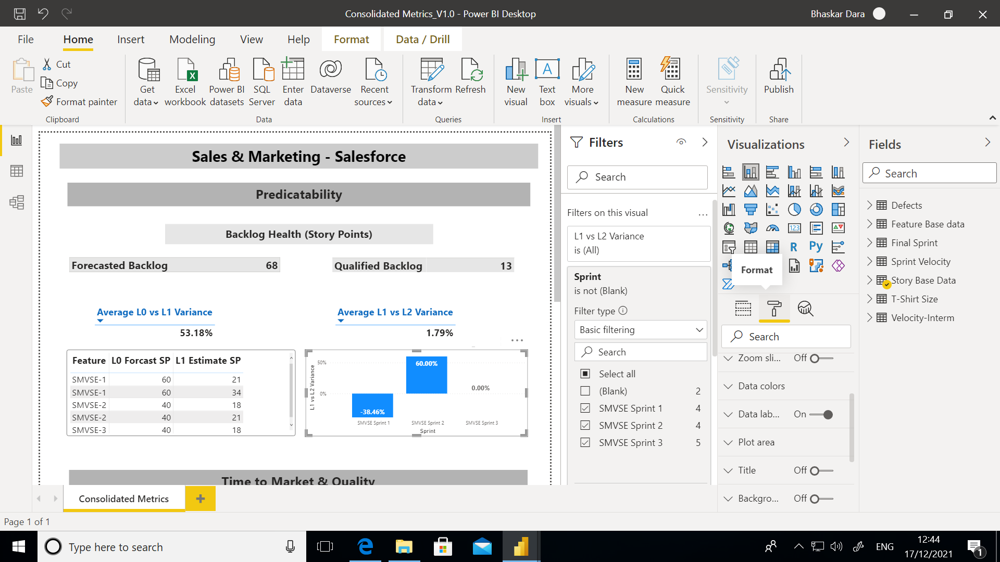 Consolidated Metrics_V1.0 - Power BI Desktop
Bhaskar Dara
File Home Insert Modeling View Help Format Data / Drill
Paste
Cut
Copy
Format painter
Clipboard
Get data
Excel workbook
Power BI datasets
SQL Server
Enter data
Dataverse
Recent sources
Data
Transform data
Refresh
Queries
New visual
A
Text box
More visuals
Insert
New measure
Quick measure
Calculations
Sensitivity
Sensitivity
Publish
Share
Sales & Marketing - Salesforce
Predicatability
Backlog Health (Story Points)
Forecasted Backlog 68
Qualified Backlog 13
Average L0 vs L1 Variance
53.18%
Average L1 vs L2 Variance
1.79%
Feature L0 Forcast SP L1 Estimate SP
SMVSE-1 60 21
SMVSE-1 60 34
SMVSE-2 40 18
SMVSE-2 40 21
SMVSE-3 40 18
L1 vs L2 Variance
50%
0%
60.00%
0.00%
-38.46%
SMVSE Sprint 1 SMVSE Sprint 2 SMVSE Sprint 3
Sprint
Time to Market & Quality
Consolidated Metrics
Page 1 of 1
Filters
Search
Filters on this visual
L1 vs L2 Variance
is (All)
Sprint
is not (Blank)
Filter type
Basic filtering
Search
Select all
(Blank) 2
SMVSE Sprint 1 4
SMVSE Sprint 2 4
SMVSE Sprint 3 5
Visualizations
123
R
Py
Format
Search
Zoom sli... Off
Data colors
Data lab... On
Plot area
Title Off
Backgro... Off
Fields
Search
Defects
Feature Base data
Final Sprint
Sprint Velocity
Story Base Data
T-Shirt Size
Velocity-Interm
Type here to search
ENG
12:44
17/12/2021
1